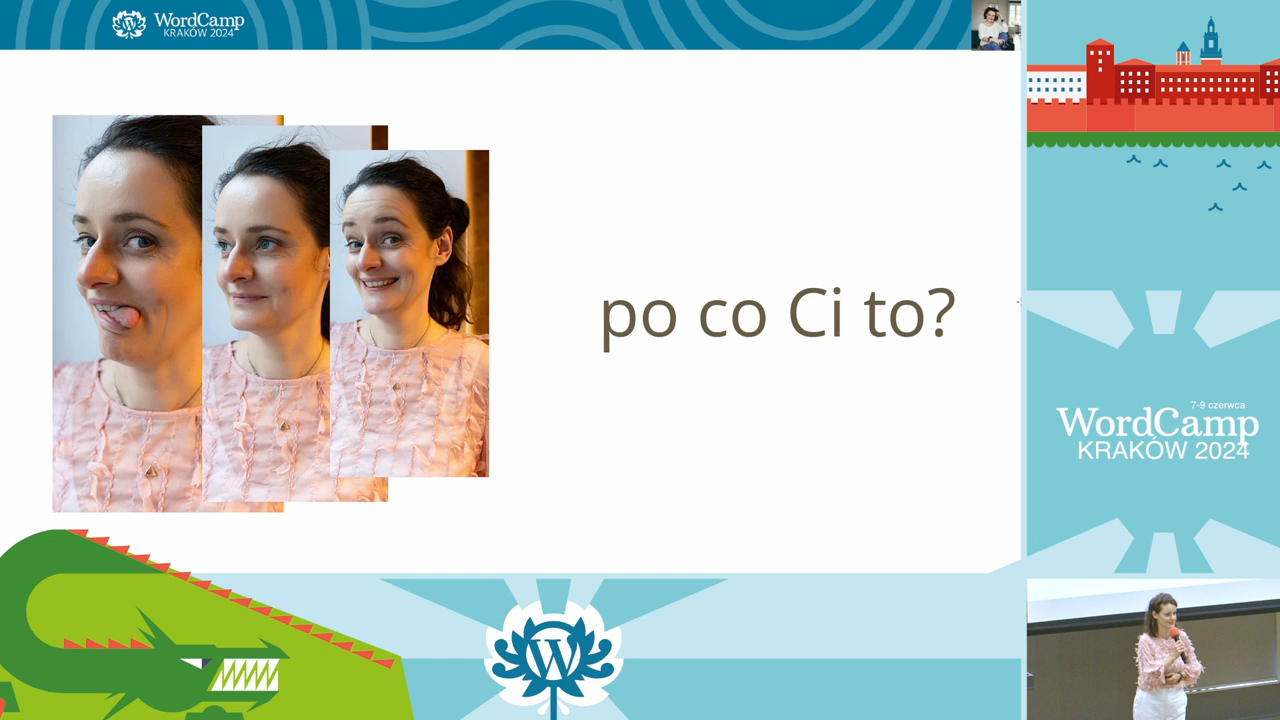 WordCamp
KRAKÓW 2024
po co Ci to?
7-9 czerwca
WordCamp
KRAKÓW 2024
W